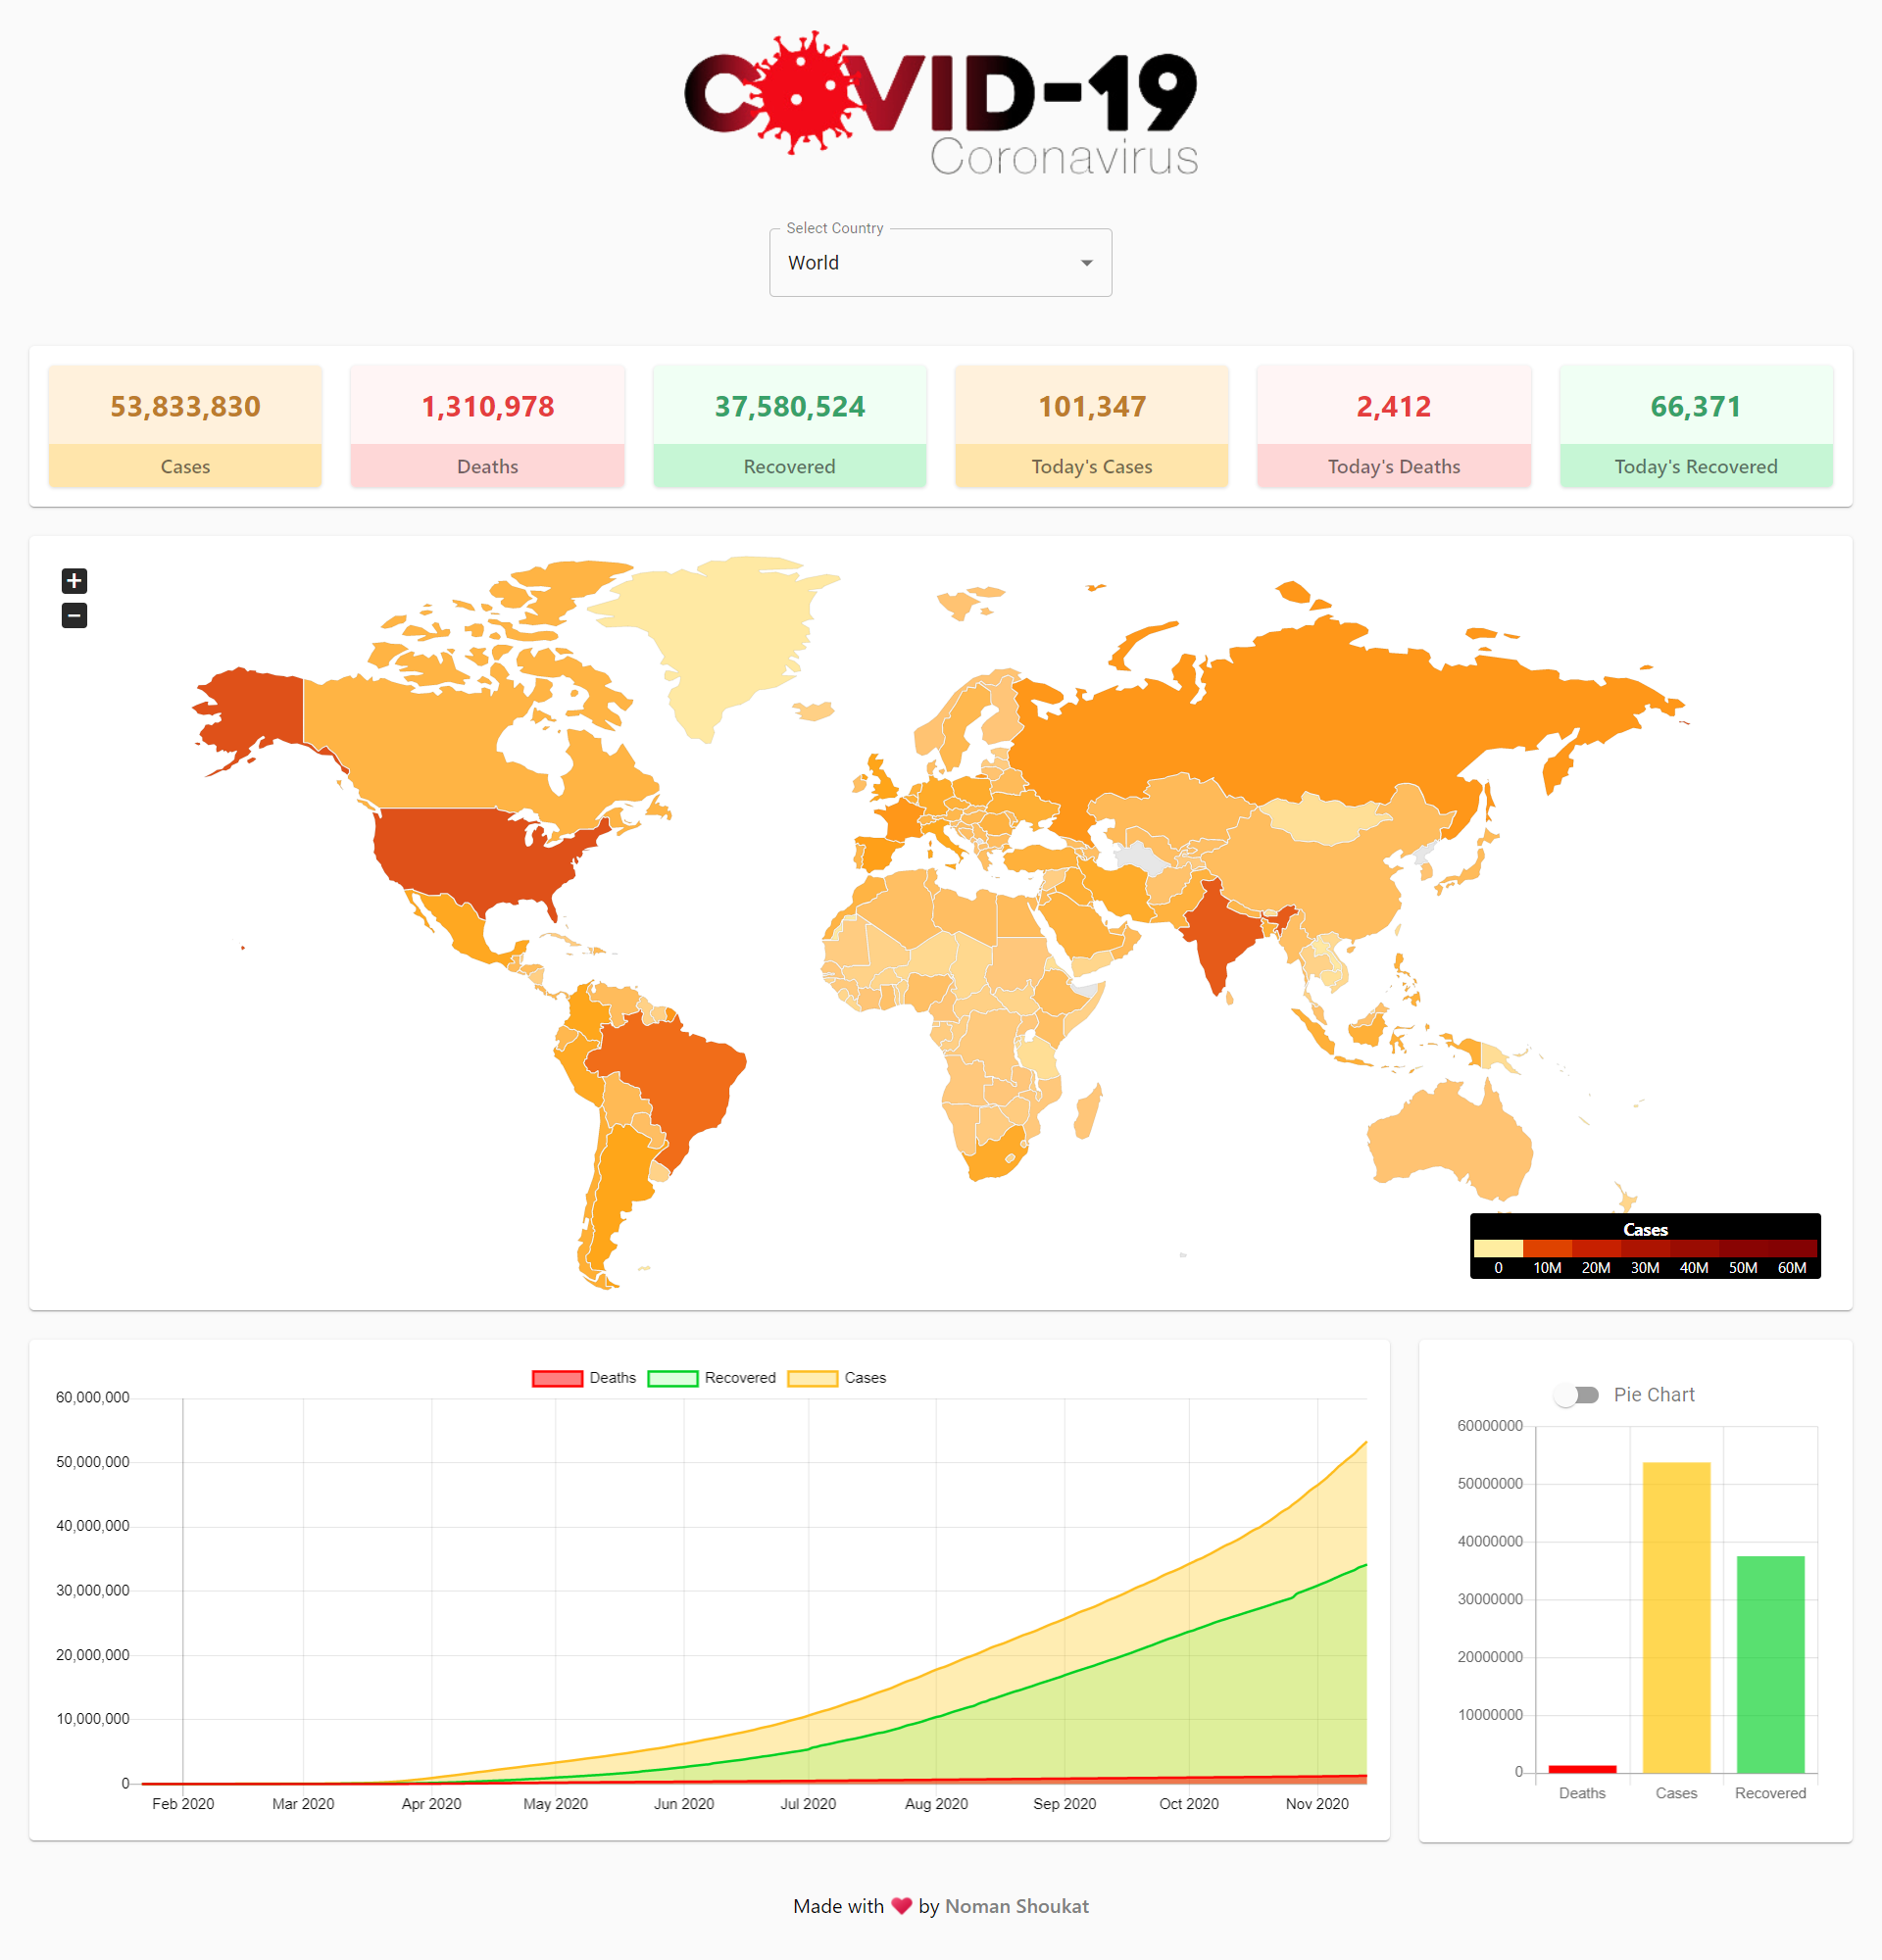 COVID-19
Coronavirus
Select Country
World
53,833,830
Cases
1,310,978
Deaths
37,580,524
Recovered
101,347
Today's Cases
2,412
Today's Deaths
66,371
Today's Recovered
+
−
Cases
0 10M 20M 30M 40M 50M 60M
Deaths Recovered Cases
60,000,000
50,000,000
40,000,000
30,000,000
20,000,000
10,000,000
0
Feb 2020 Mar 2020 Apr 2020 May 2020 Jun 2020 Jul 2020 Aug 2020 Sep 2020 Oct 2020 Nov 2020
Pie Chart
60000000
50000000
40000000
30000000
20000000
10000000
0
Deaths Cases Recovered
Made with ❤ by Noman Shoukat